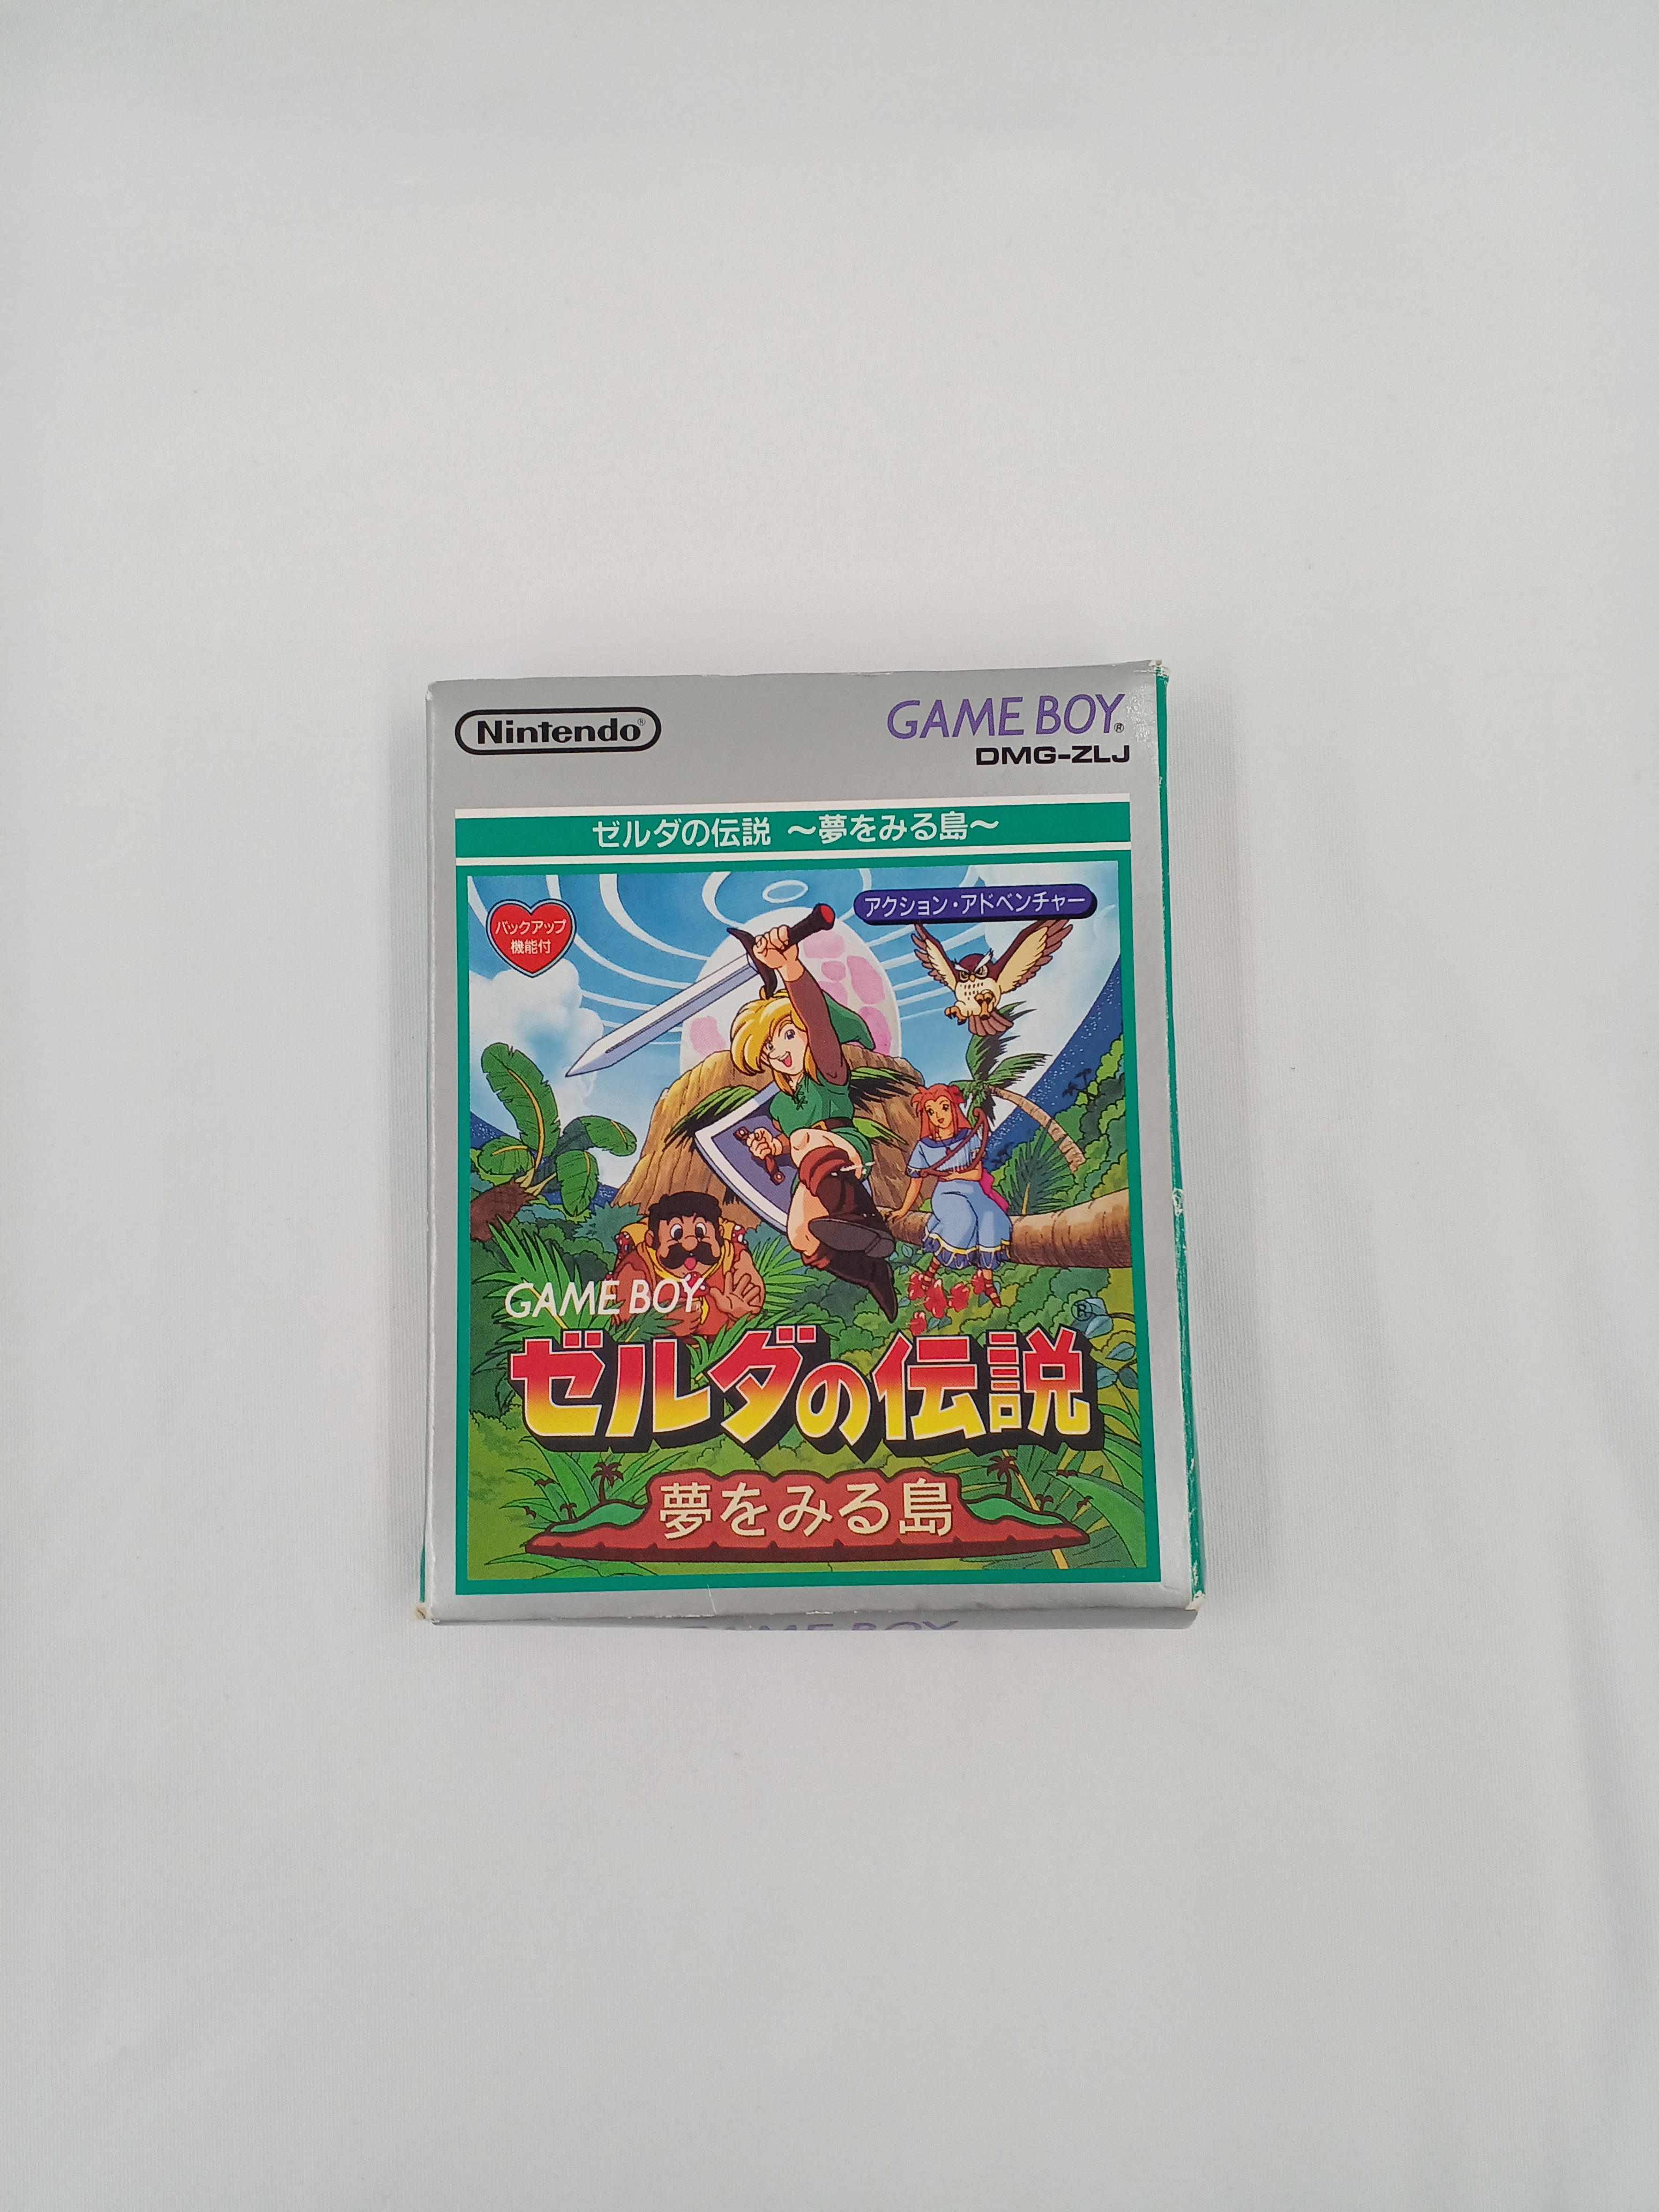 Nintendo®
GAME BOY®
DMG-ZLJ
ゼルダの伝説 ～夢をみる島～
アクション・アドベンチャー
バックアップ
機能付
GAME BOY
®
ゼルダの伝説
夢をみる島
GAME BOY